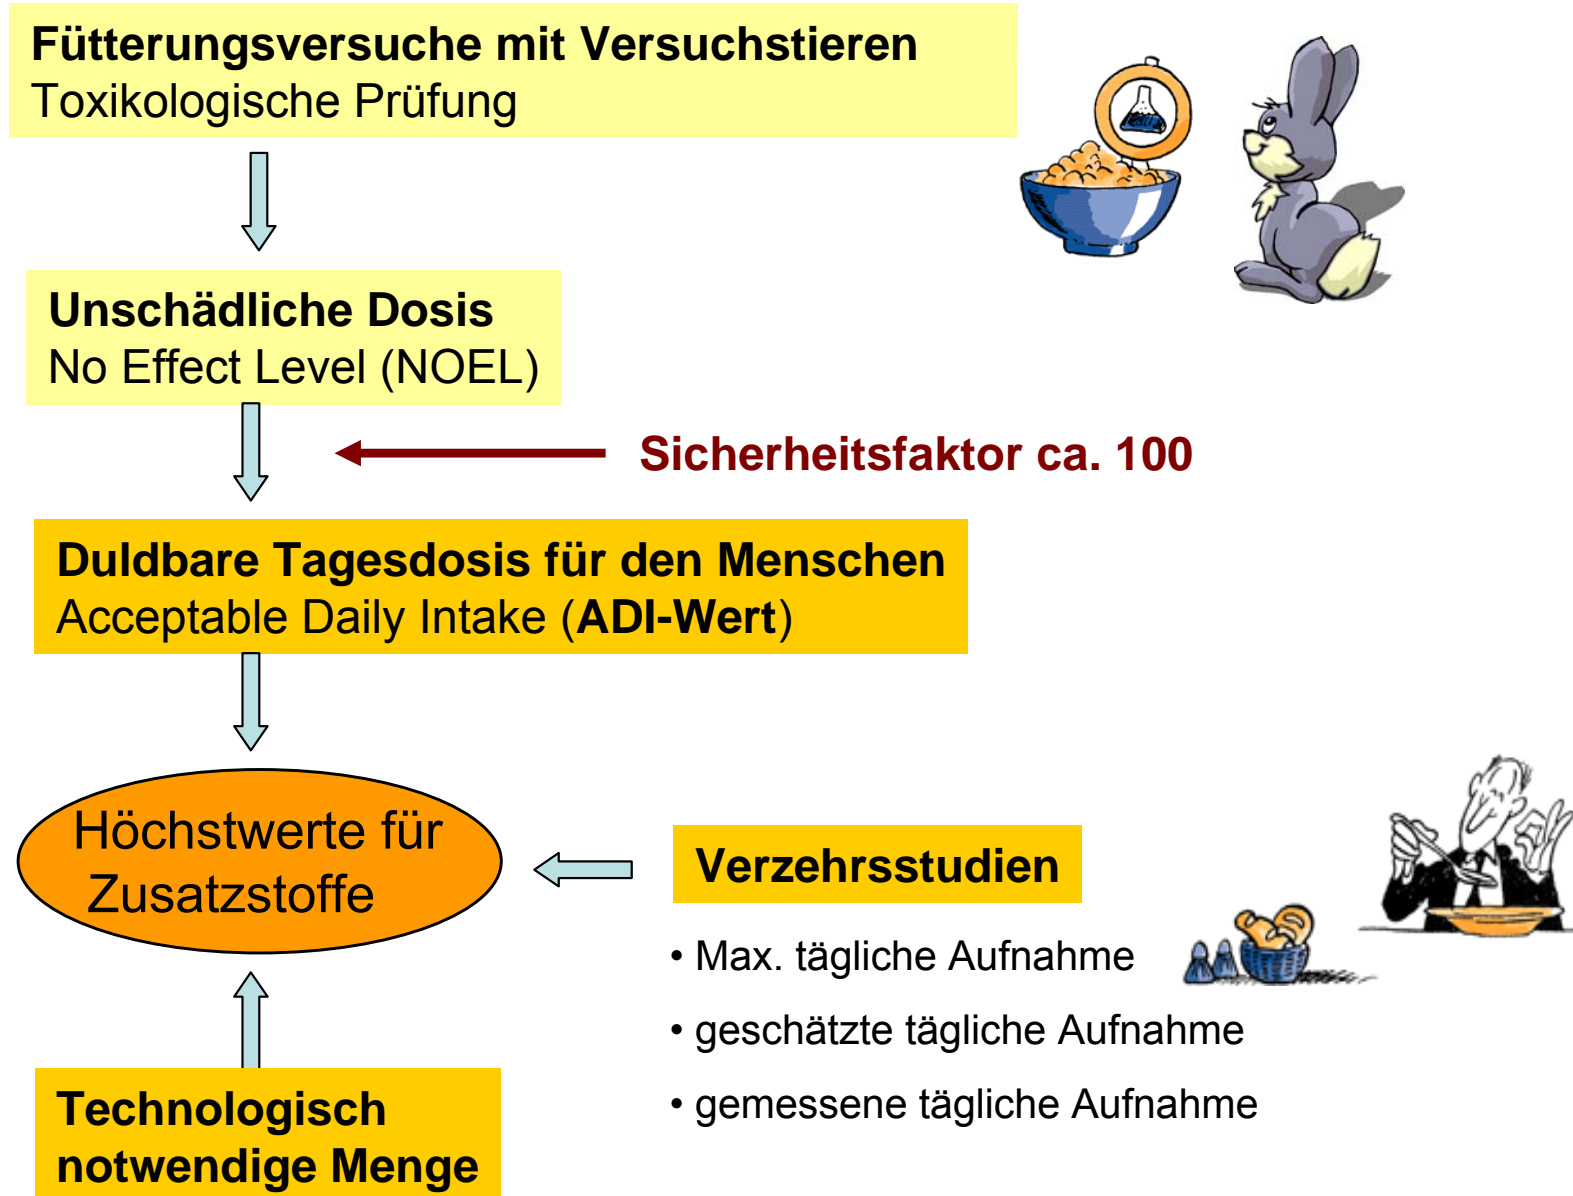 Fütterungsversuche mit Versuchstieren
Toxikologische Prüfung
Unschädliche Dosis
No Effect Level (NOEL)
Sicherheitsfaktor ca. 100
Duldbare Tagesdosis für den Menschen
Acceptable Daily Intake (ADI-Wert)
Höchstwerte für
Zusatzstoffe
Verzehrsstudien
• Max. tägliche Aufnahme
• geschätzte tägliche Aufnahme
• gemessene tägliche Aufnahme
Technologisch
notwendige Menge